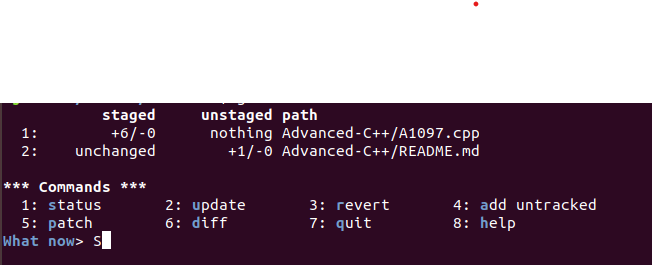 staged unstaged path
1: +6/-0 nothing Advanced-C++/A1097.cpp
2: unchanged +1/-0 Advanced-C++/README.md
*** Commands ***
1: status 2: update 3: revert 4: add untracked
5: patch 6: diff 7: quit 8: help
What now> S